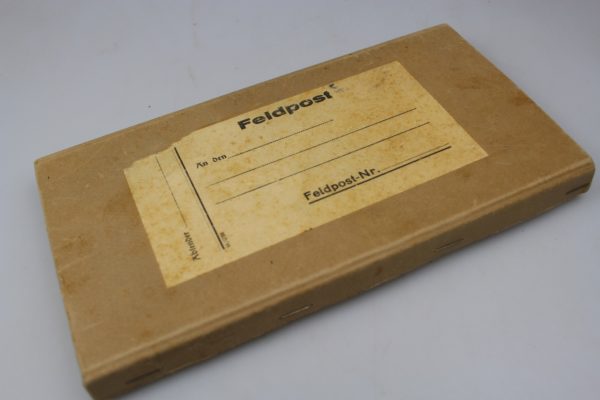 Feldpost
An den
Feldpost-Nr.
Absender